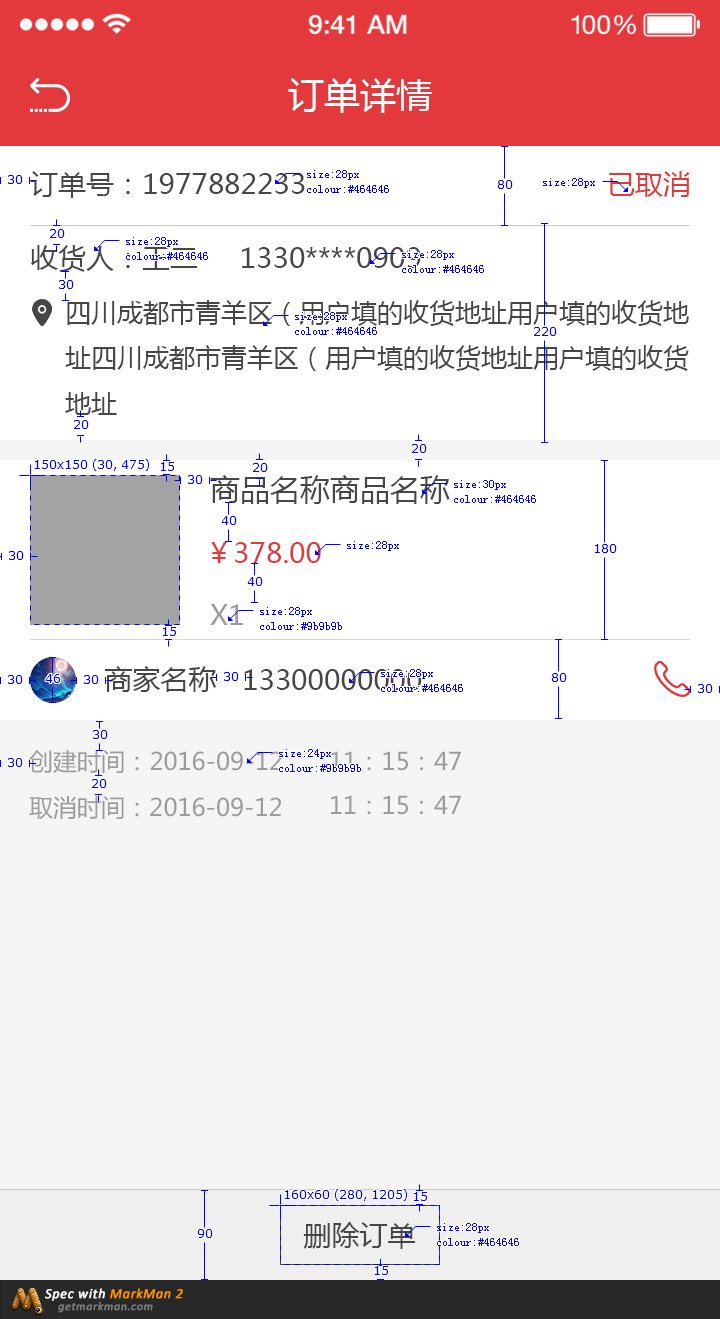 9:41 AM 100%
订单详情
30 订单号：1977882233 size:28px colour:#464646 80 size:28px 已取消
20
收货人：王三 size:28px colour:#464646 1330****0909 size:28px colour:#464646
30
四川成都市青羊区（用户填的收货地址用户填的收货地
size:28px colour:#464646
220
址四川成都市青羊区（用户填的收货地址用户填的收货
地址
20
20
150x150 (30, 475) 15 20
30 商品名称商品名称 size:30px colour:#464646
40
30 ￥378.00 size:28px 180
40
X1 size:28px colour:#9b9b9b
15
30 46 30 商家名称 30 13300000000 size:28px colour:#464646 80 30
30
30 创建时间：2016-09-12 size:24px colour:#9b9b9b 11：15：47
20
取消时间：2016-09-12 11：15：47
160x60 (280, 1205) 15
90 删除订单 size:28px colour:#464646
15
Spec with MarkMan 2
getmarkman.com